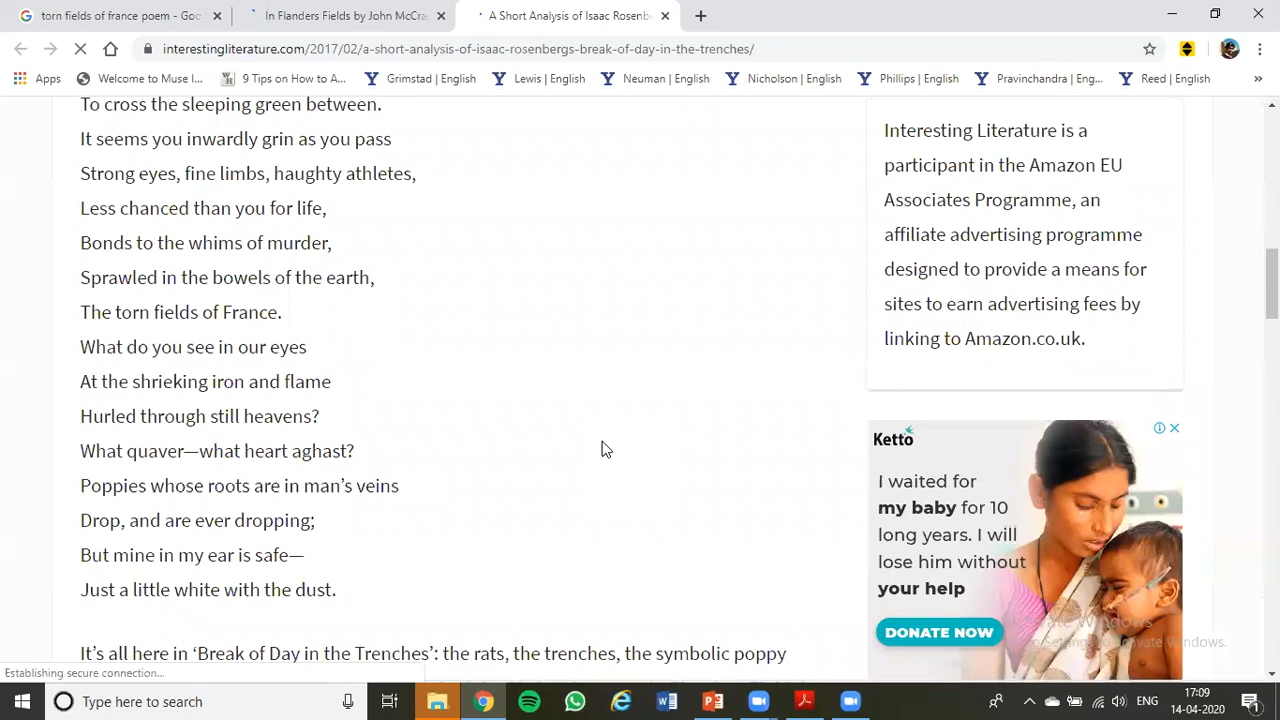 torn fields of france poem - Goo
In Flanders Fields by John McCra
A Short Analysis of Isaac Rosenbe
interestingliterature.com/2017/02/a-short-analysis-of-isaac-rosenbergs-break-of-day-in-the-trenches/
Apps
Welcome to Muse I...
9 Tips on How to A...
Grimstad | English
Lewis | English
Neuman | English
Nicholson | English
Phillips | English
Pravinchandra | Eng...
Reed | English
»
To cross the sleeping green between.
It seems you inwardly grin as you pass
Strong eyes, fine limbs, haughty athletes,
Less chanced than you for life,
Bonds to the whims of murder,
Sprawled in the bowels of the earth,
The torn fields of France.
What do you see in our eyes
At the shrieking iron and flame
Hurled through still heavens?
What quaver—what heart aghast?
Poppies whose roots are in man’s veins
Drop, and are ever dropping;
But mine in my ear is safe—
Just a little white with the dust.
It’s all here in ‘Break of Day in the Trenches’: the rats, the trenches, the symbolic poppy
Interesting Literature is a
participant in the Amazon EU
Associates Programme, an
affiliate advertising programme
designed to provide a means for
sites to earn advertising fees by
linking to Amazon.co.uk.
Ketto
I waited for
my baby for 10
long years. I will
lose him without
your help
DONATE NOW
Establishing secure connection...
Type here to search
ENG
17:09
14-04-2020